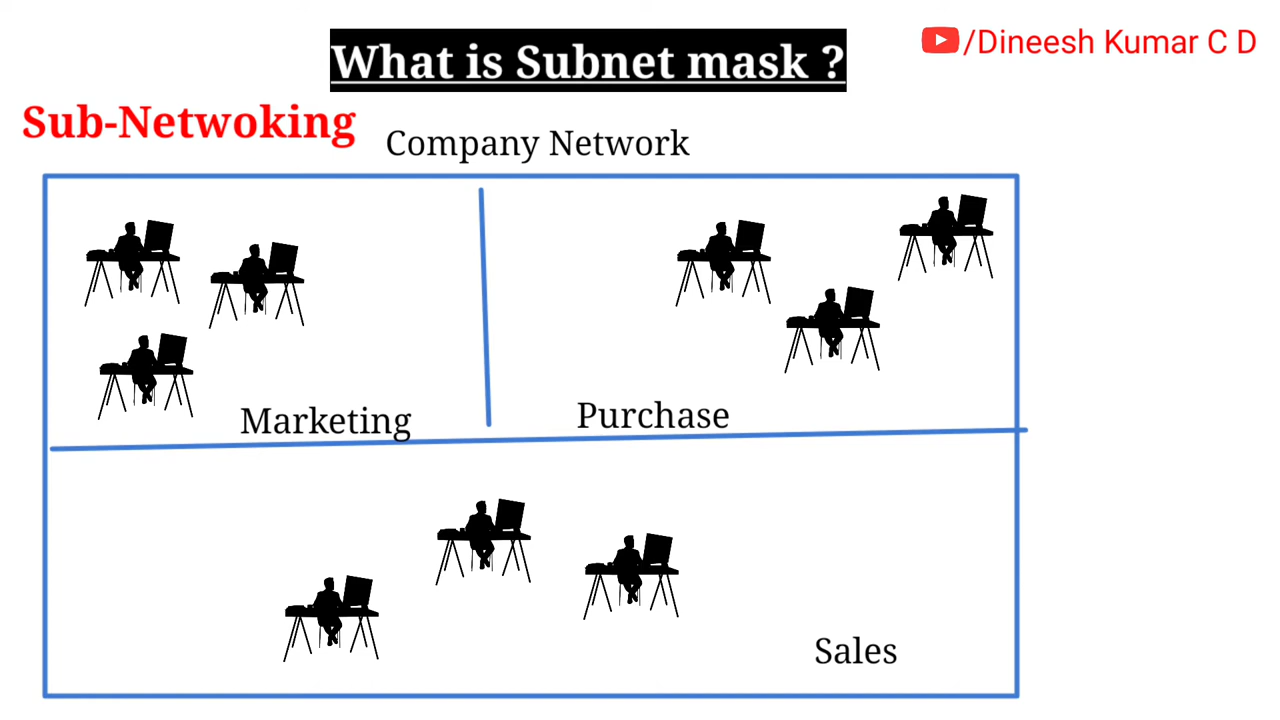 What is Subnet mask ?
/Dineesh Kumar C D
Sub-Netwoking
Company Network
Marketing
Purchase
Sales